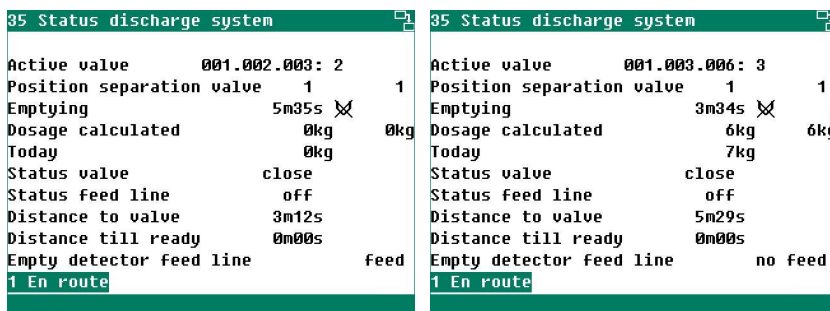 35 Status discharge system 1
Active valve 001.002.003: 2
Position separation valve 1 1
Emptying 5m35s
Dosage calculated 0kg 0kg
Today 0kg
Status valve close
Status feed line off
Distance to valve 3m12s
Distance till ready 0m00s
Empty detector feed line feed
1 En route
35 Status discharge system
Active valve 001.003.006: 3
Position separation valve 1 1
Emptying 3m34s
Dosage calculated 6kg 6kg
Today 7kg
Status valve close
Status feed line off
Distance to valve 5m29s
Distance till ready 0m00s
Empty detector feed line no feed
1 En route